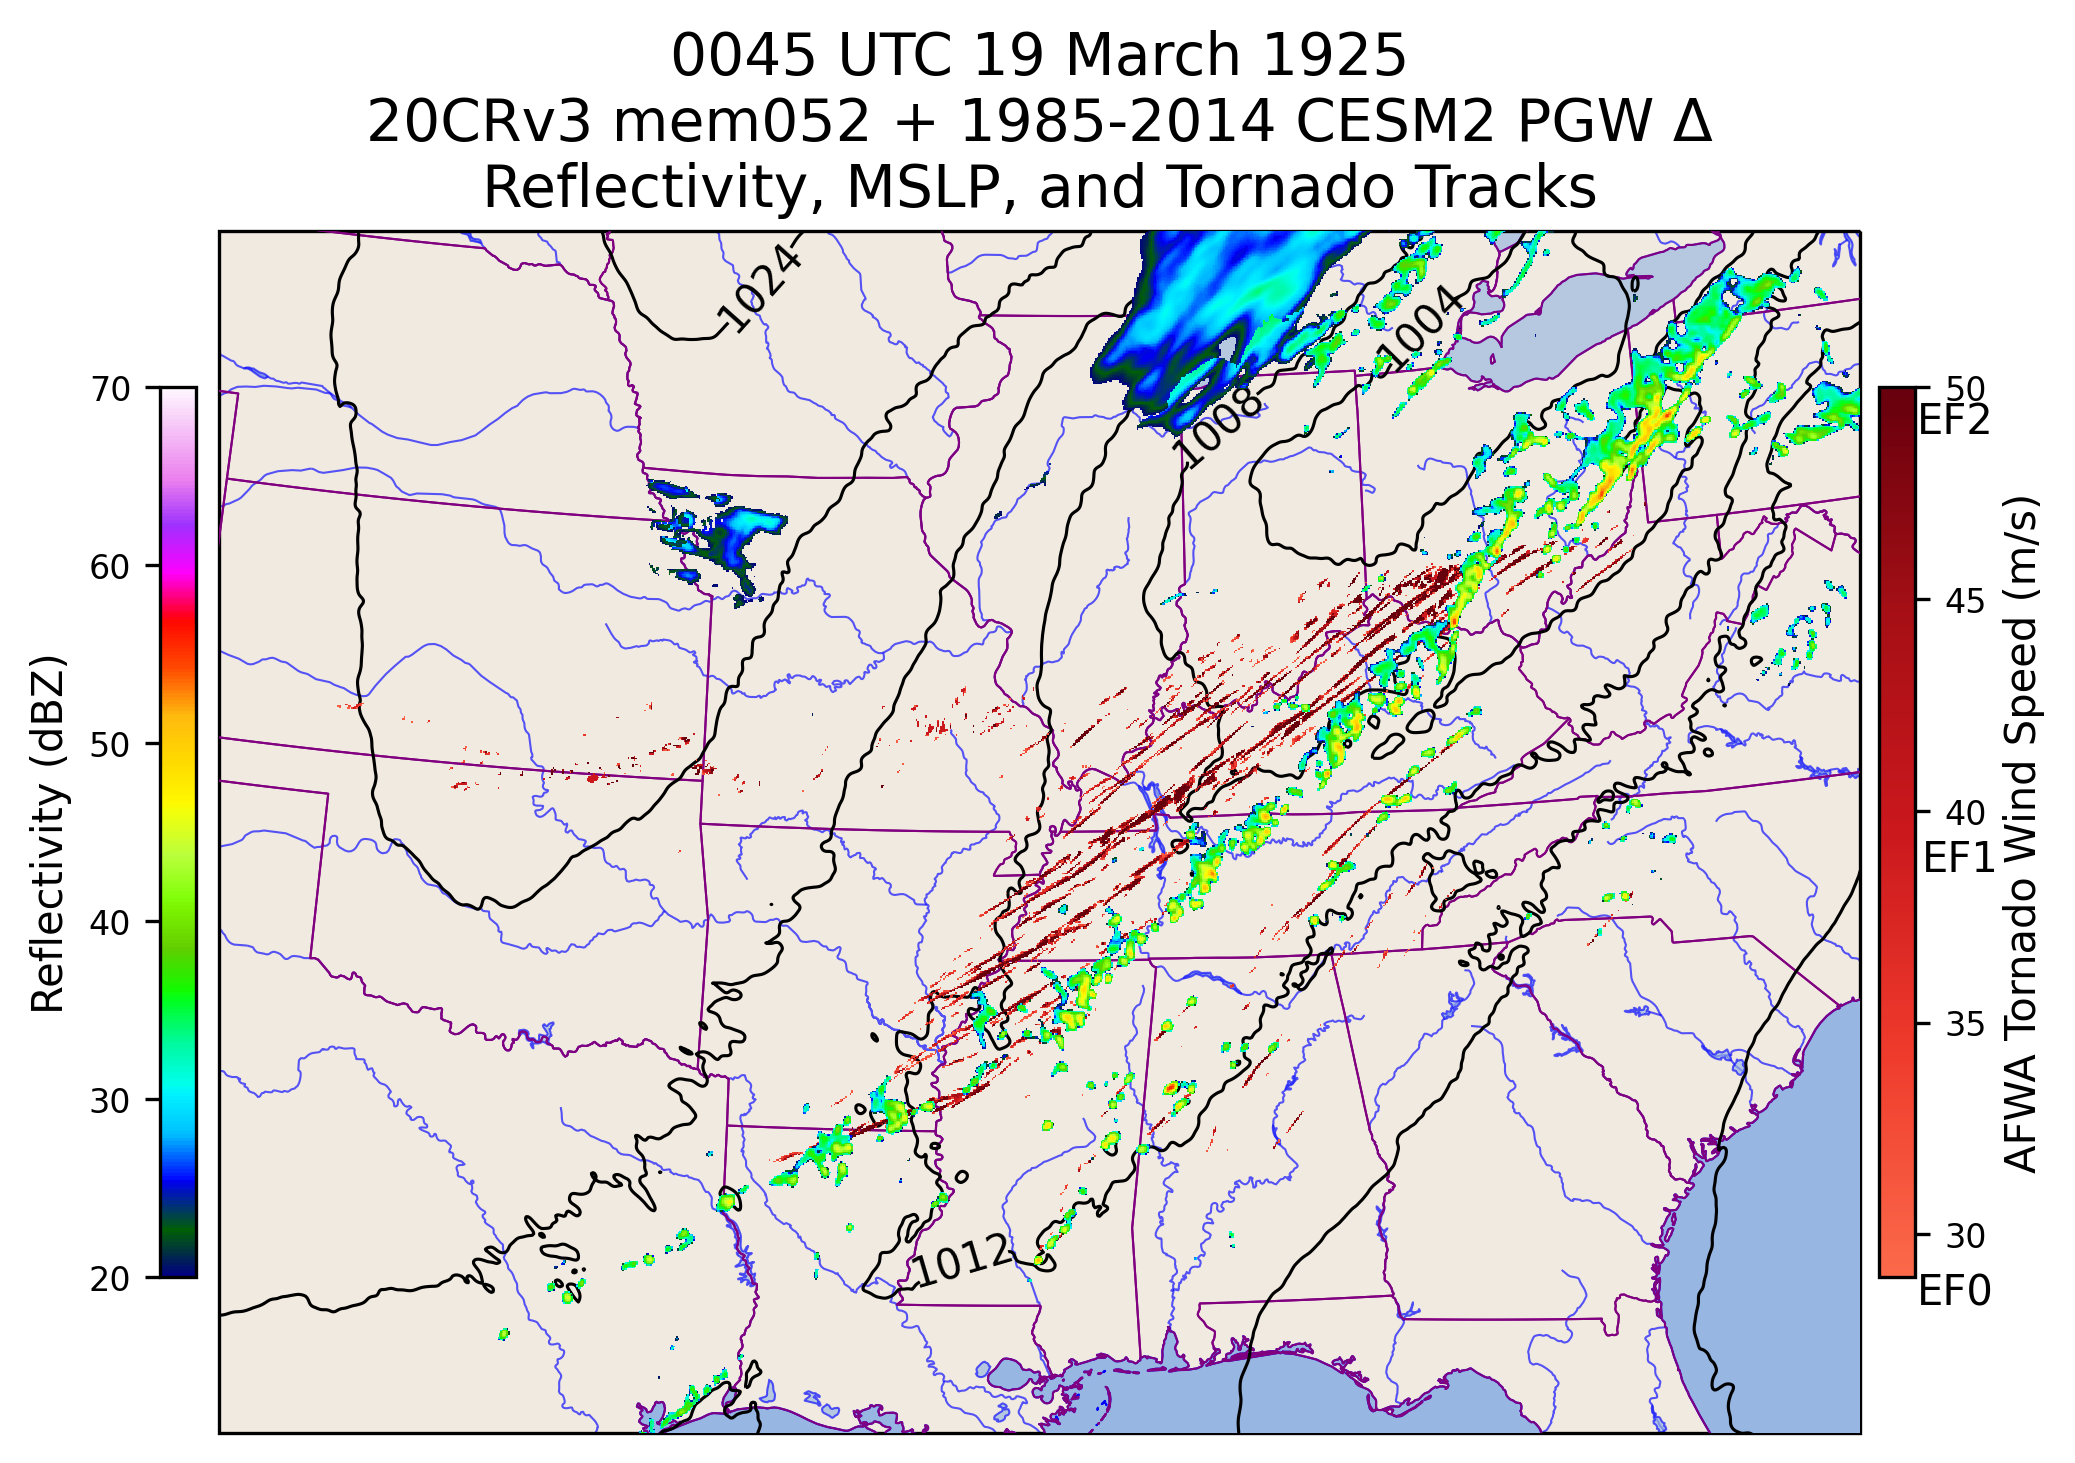 0045 UTC 19 March 1925
20CRv3 mem052 + 1985-2014 CESM2 PGW Δ
Reflectivity, MSLP, and Tornado Tracks
70
60
50
40
30
20
Reflectivity (dBZ)
1024
1004
1008
1012
50
EF2
45
40
EF1
35
30
EF0
AFWA Tornado Wind Speed (m/s)